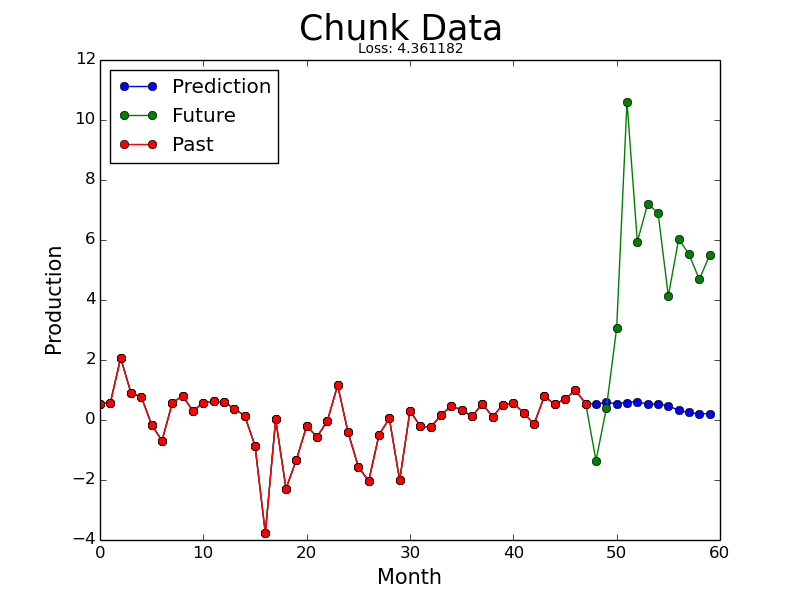 Chunk Data
Loss: 4.361182
12
10
8
6
4
2
0
−2
−4
Production
Prediction
Future
Past
0 10 20 30 40 50 60
Month